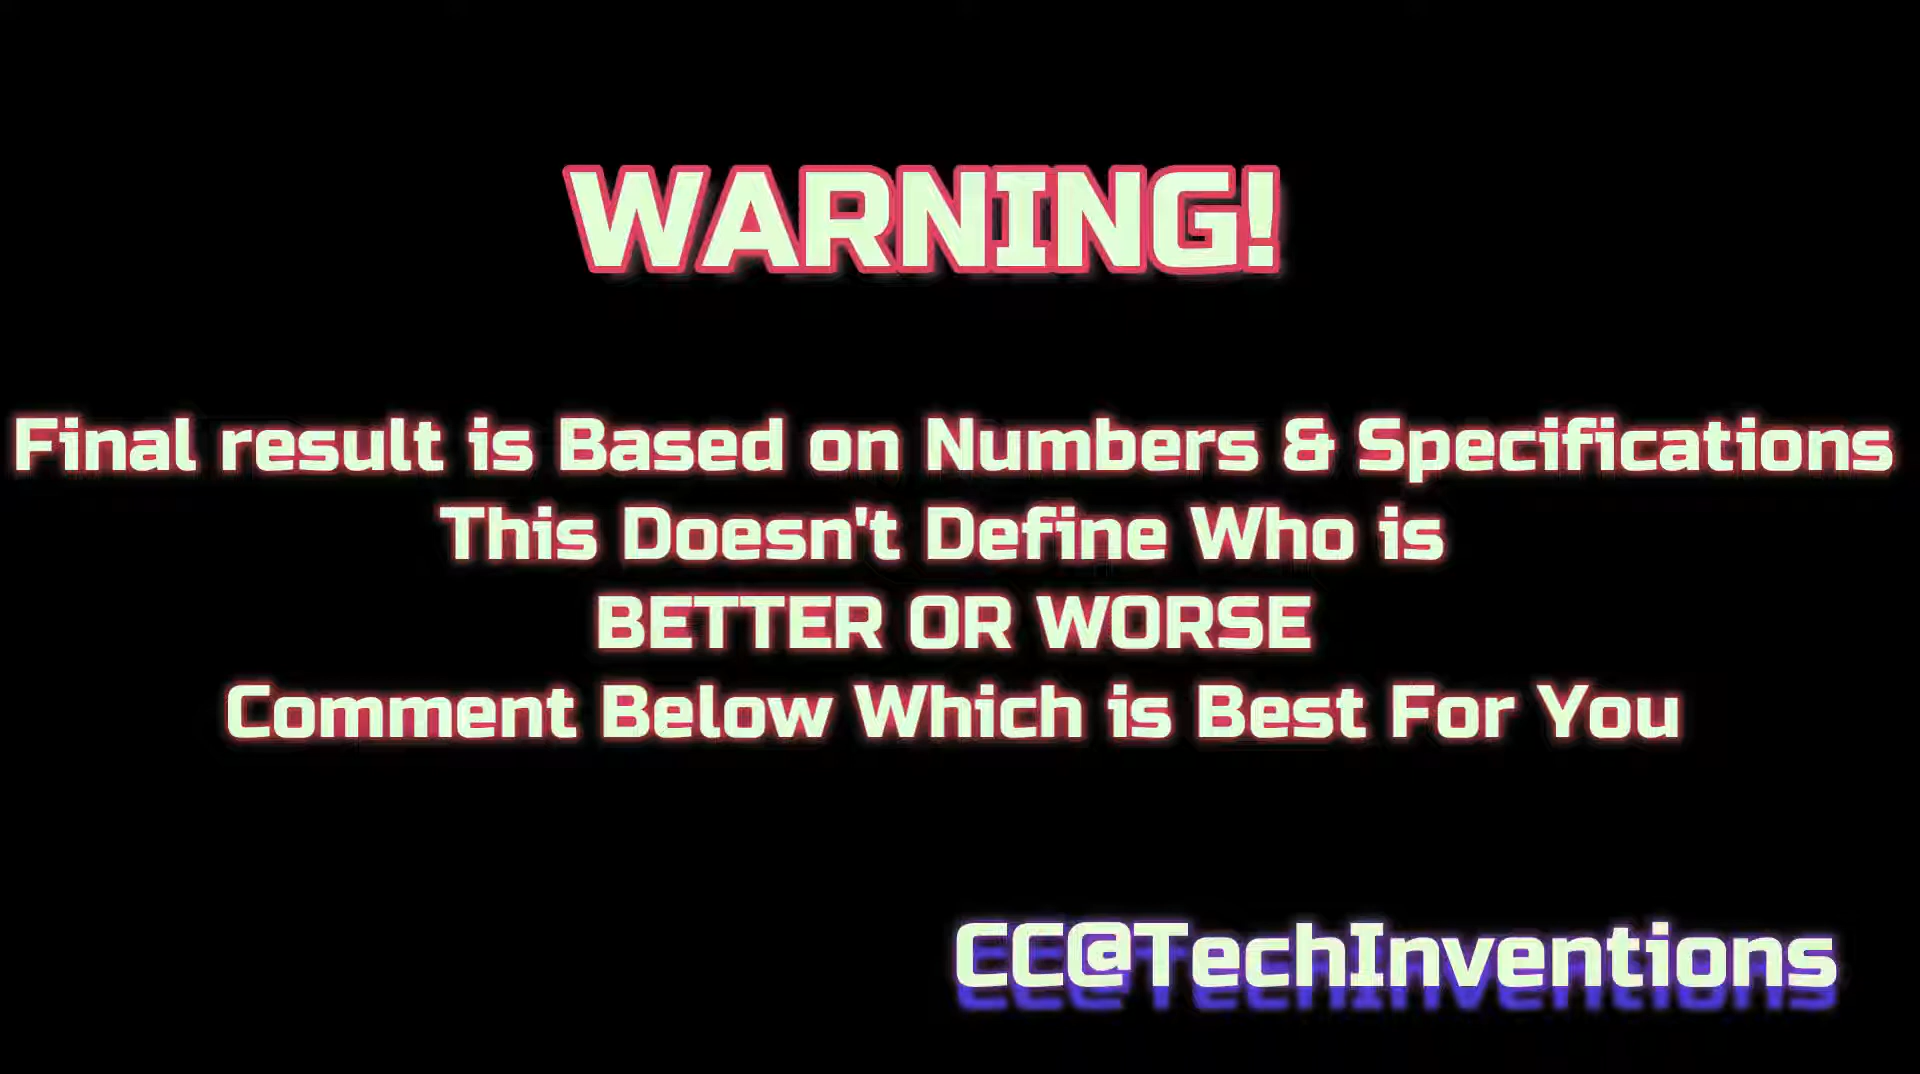 WARNING!
Final result is Based on Numbers & Specifications
This Doesn't Define Who is
BETTER OR WORSE
Comment Below Which is Best For You
CC@TechInventions